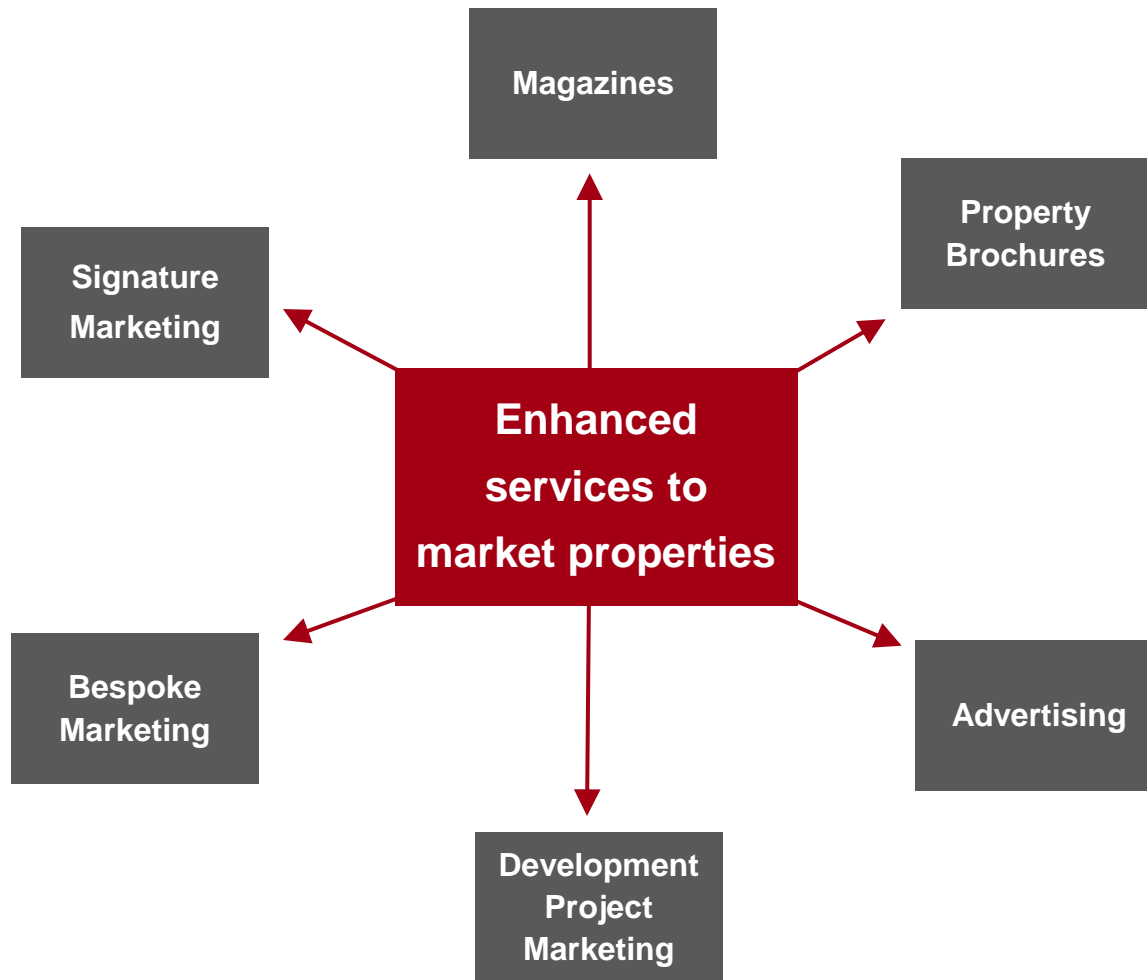 Magazines
Property
Brochures
Signature
Marketing
Enhanced
services to
market properties
Bespoke
Marketing
Advertising
Development
Project
Marketing